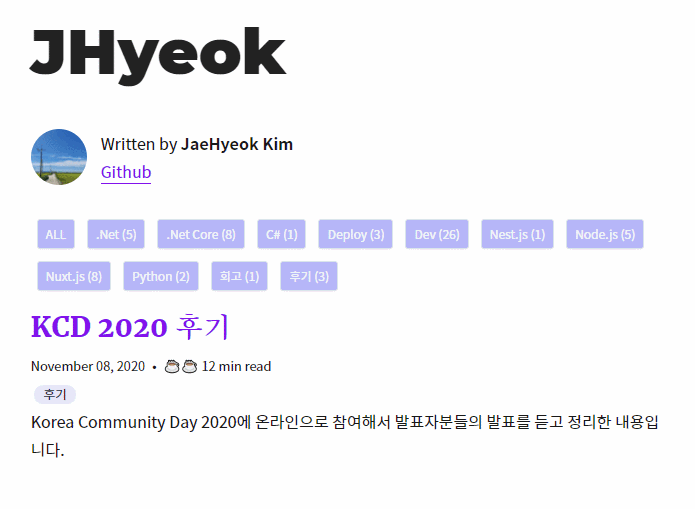 JHyeok
Written by JaeHyeok Kim
Github
ALL .Net (5) .Net Core (8) C# (1) Deploy (3) Dev (26) Nest.js (1) Node.js (5)
Nuxt.js (8) Python (2) 회고 (1) 후기 (3)
KCD 2020 후기
November 08, 2020 • 12 min read
후기
Korea Community Day 2020에 온라인으로 참여해서 발표자분들의 발표를 듣고 정리한 내용입
니다.